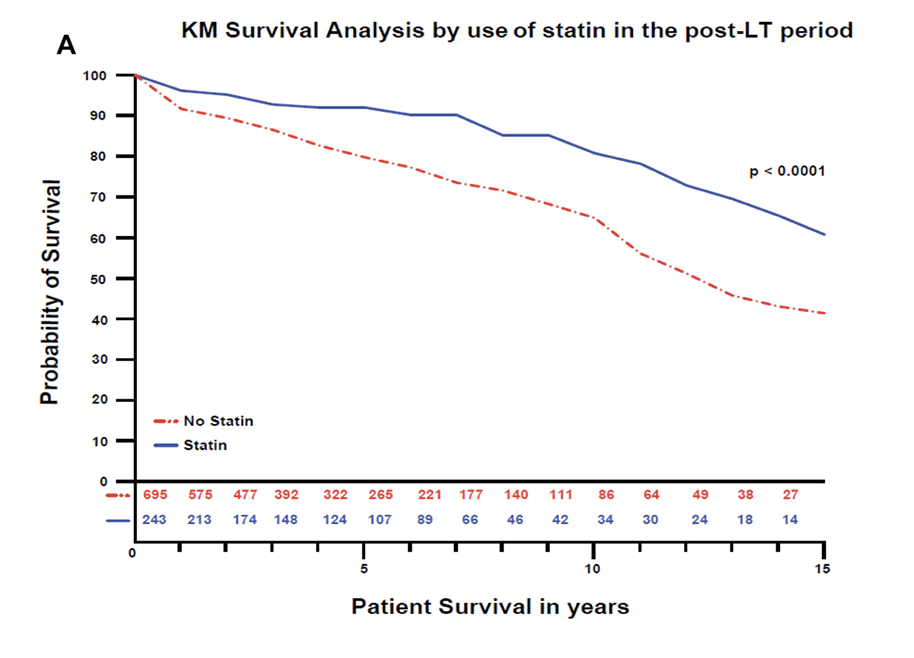 KM Survival Analysis by use of statin in the post-LT period
A
100
90
80
70
60
50
40
30
20
10
0
Probability of Survival
p < 0.0001
No Statin
Statin
695 575 477 392 322 265 221 177 140 111 86 64 49 38 27
243 213 174 148 124 107 89 66 46 42 34 30 24 18 14
0 5 10 15
Patient Survival in years